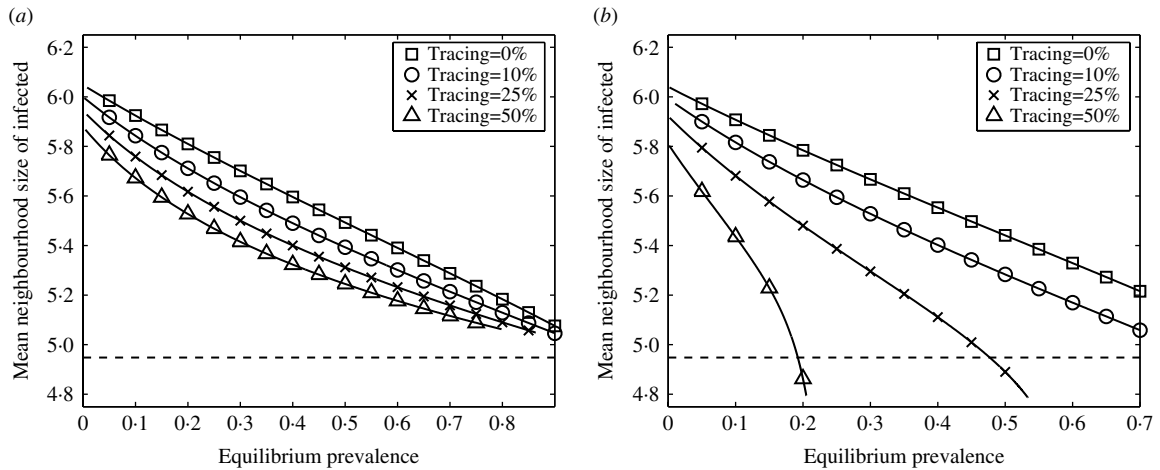 (a)
6·2
6·0
5·8
5·6
5·4
5·2
5·0
4·8
Mean neighbourhood size of infected
Tracing=0%
Tracing=10%
Tracing=25%
Tracing=50%
0 0·1 0·2 0·3 0·4 0·5 0·6 0·7 0·8
Equilibrium prevalence
(b)
6·2
6·0
5·8
5·6
5·4
5·2
5·0
4·8
Mean neighbourhood size of infected
Tracing=0%
Tracing=10%
Tracing=25%
Tracing=50%
0 0·1 0·2 0·3 0·4 0·5 0·6 0·7
Equilibrium prevalence